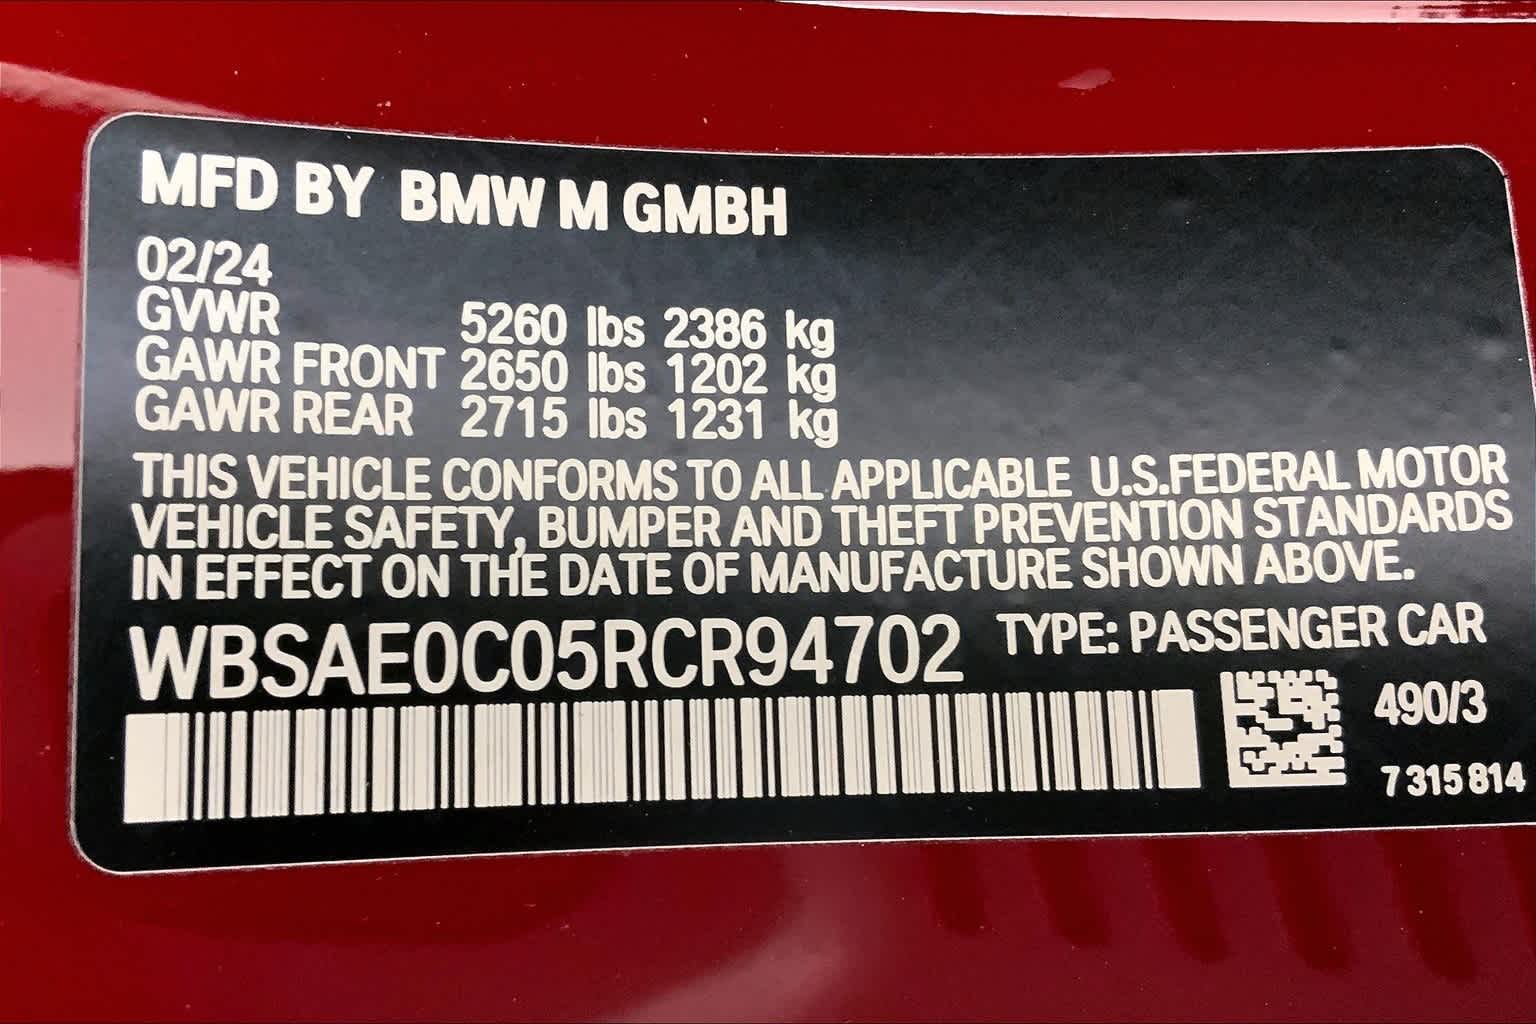 MFD BY BMW M GMBH
02/24
GVWR 5260 lbs 2386 kg
GAWR FRONT 2650 lbs 1202 kg
GAWR REAR 2715 lbs 1231 kg
THIS VEHICLE CONFORMS TO ALL APPLICABLE U.S.FEDERAL MOTOR
VEHICLE SAFETY, BUMPER AND THEFT PREVENTION STANDARDS
IN EFFECT ON THE DATE OF MANUFACTURE SHOWN ABOVE.
WBSAE0C05RCR94702 TYPE: PASSENGER CAR
490/3
7 315 814